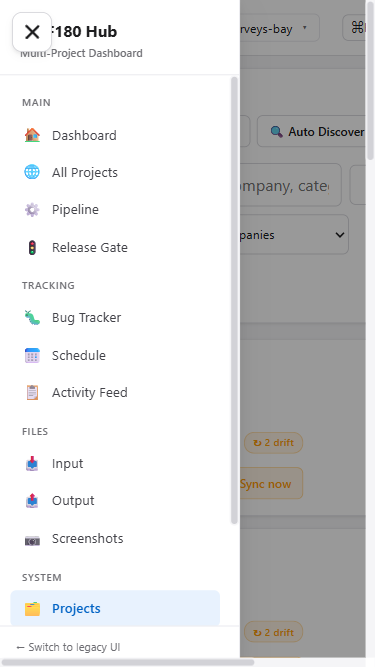 F180 Hub
Multi-Project Dashboard
MAIN
Dashboard
All Projects
Pipeline
Release Gate
TRACKING
Bug Tracker
Schedule
Activity Feed
FILES
Input
Output
Screenshots
SYSTEM
Projects
← Switch to legacy UI
rveys-bay
⌘
Auto Discover
ompany, cate
panies
↻ 2 drift
Sync now
↻ 2 drift